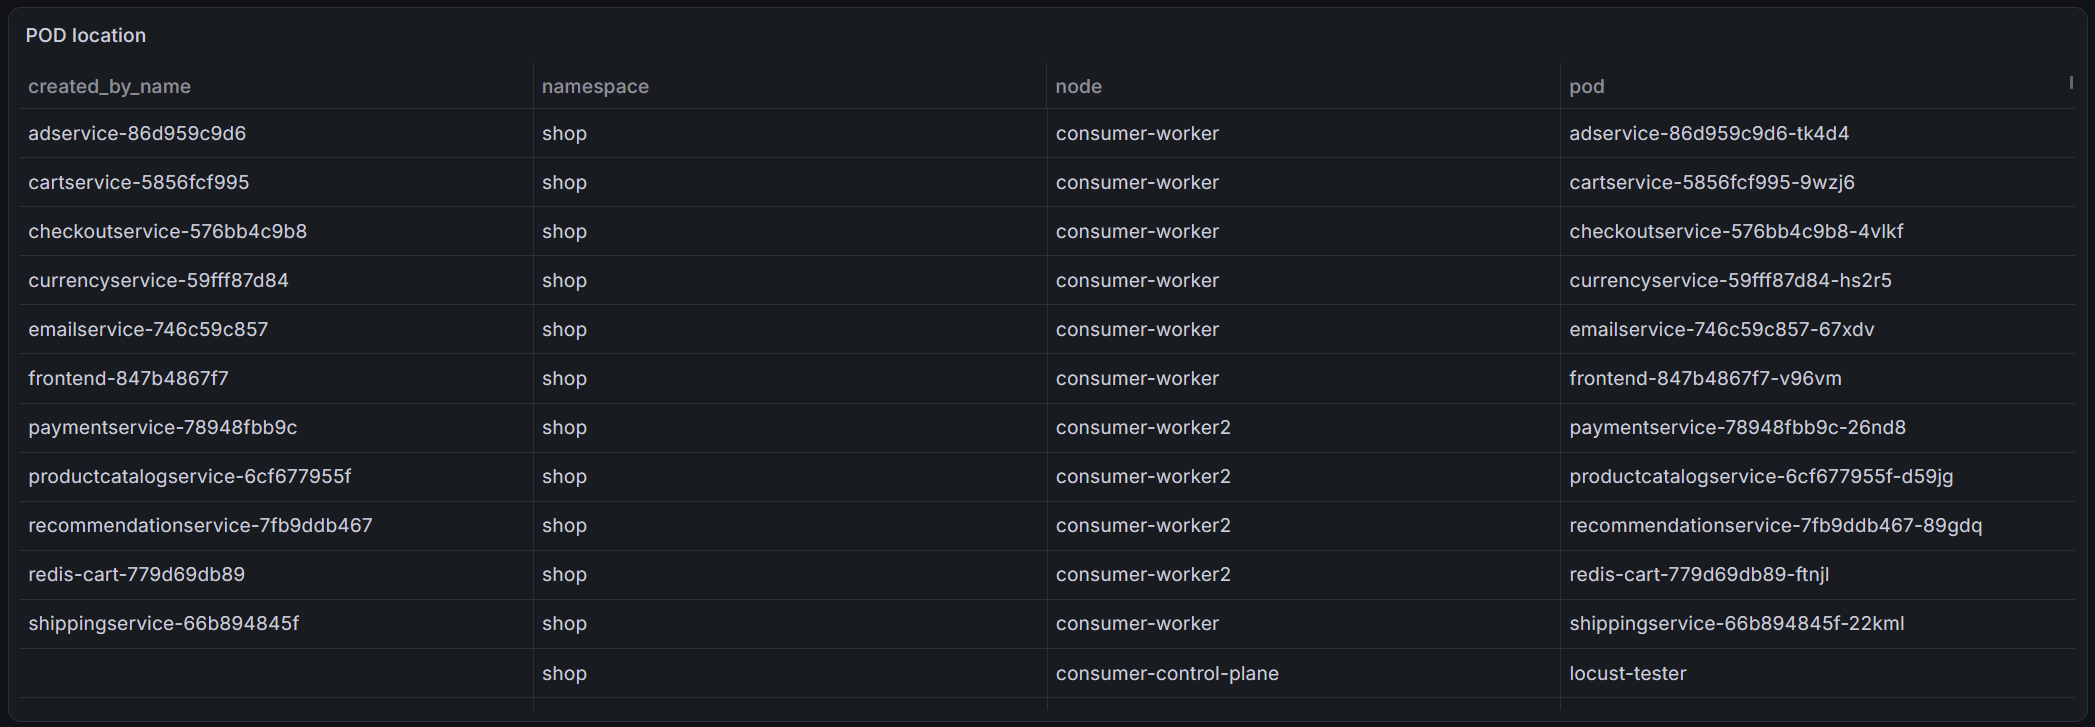 POD location
created_by_name namespace node pod
adservice-86d959c9d6 shop consumer-worker adservice-86d959c9d6-tk4d4
cartservice-5856fcf995 shop consumer-worker cartservice-5856fcf995-9wzj6
checkoutservice-576bb4c9b8 shop consumer-worker checkoutservice-576bb4c9b8-4vlkf
currencyservice-59fff87d84 shop consumer-worker currencyservice-59fff87d84-hs2r5
emailservice-746c59c857 shop consumer-worker emailservice-746c59c857-67xdv
frontend-847b4867f7 shop consumer-worker frontend-847b4867f7-v96vm
paymentservice-78948fbb9c shop consumer-worker2 paymentservice-78948fbb9c-26nd8
productcatalogservice-6cf677955f shop consumer-worker2 productcatalogservice-6cf677955f-d59jg
recommendationservice-7fb9ddb467 shop consumer-worker2 recommendationservice-7fb9ddb467-89gdq
redis-cart-779d69db89 shop consumer-worker2 redis-cart-779d69db89-ftnjl
shippingservice-66b894845f shop consumer-worker shippingservice-66b894845f-22kml
shop consumer-control-plane locust-tester